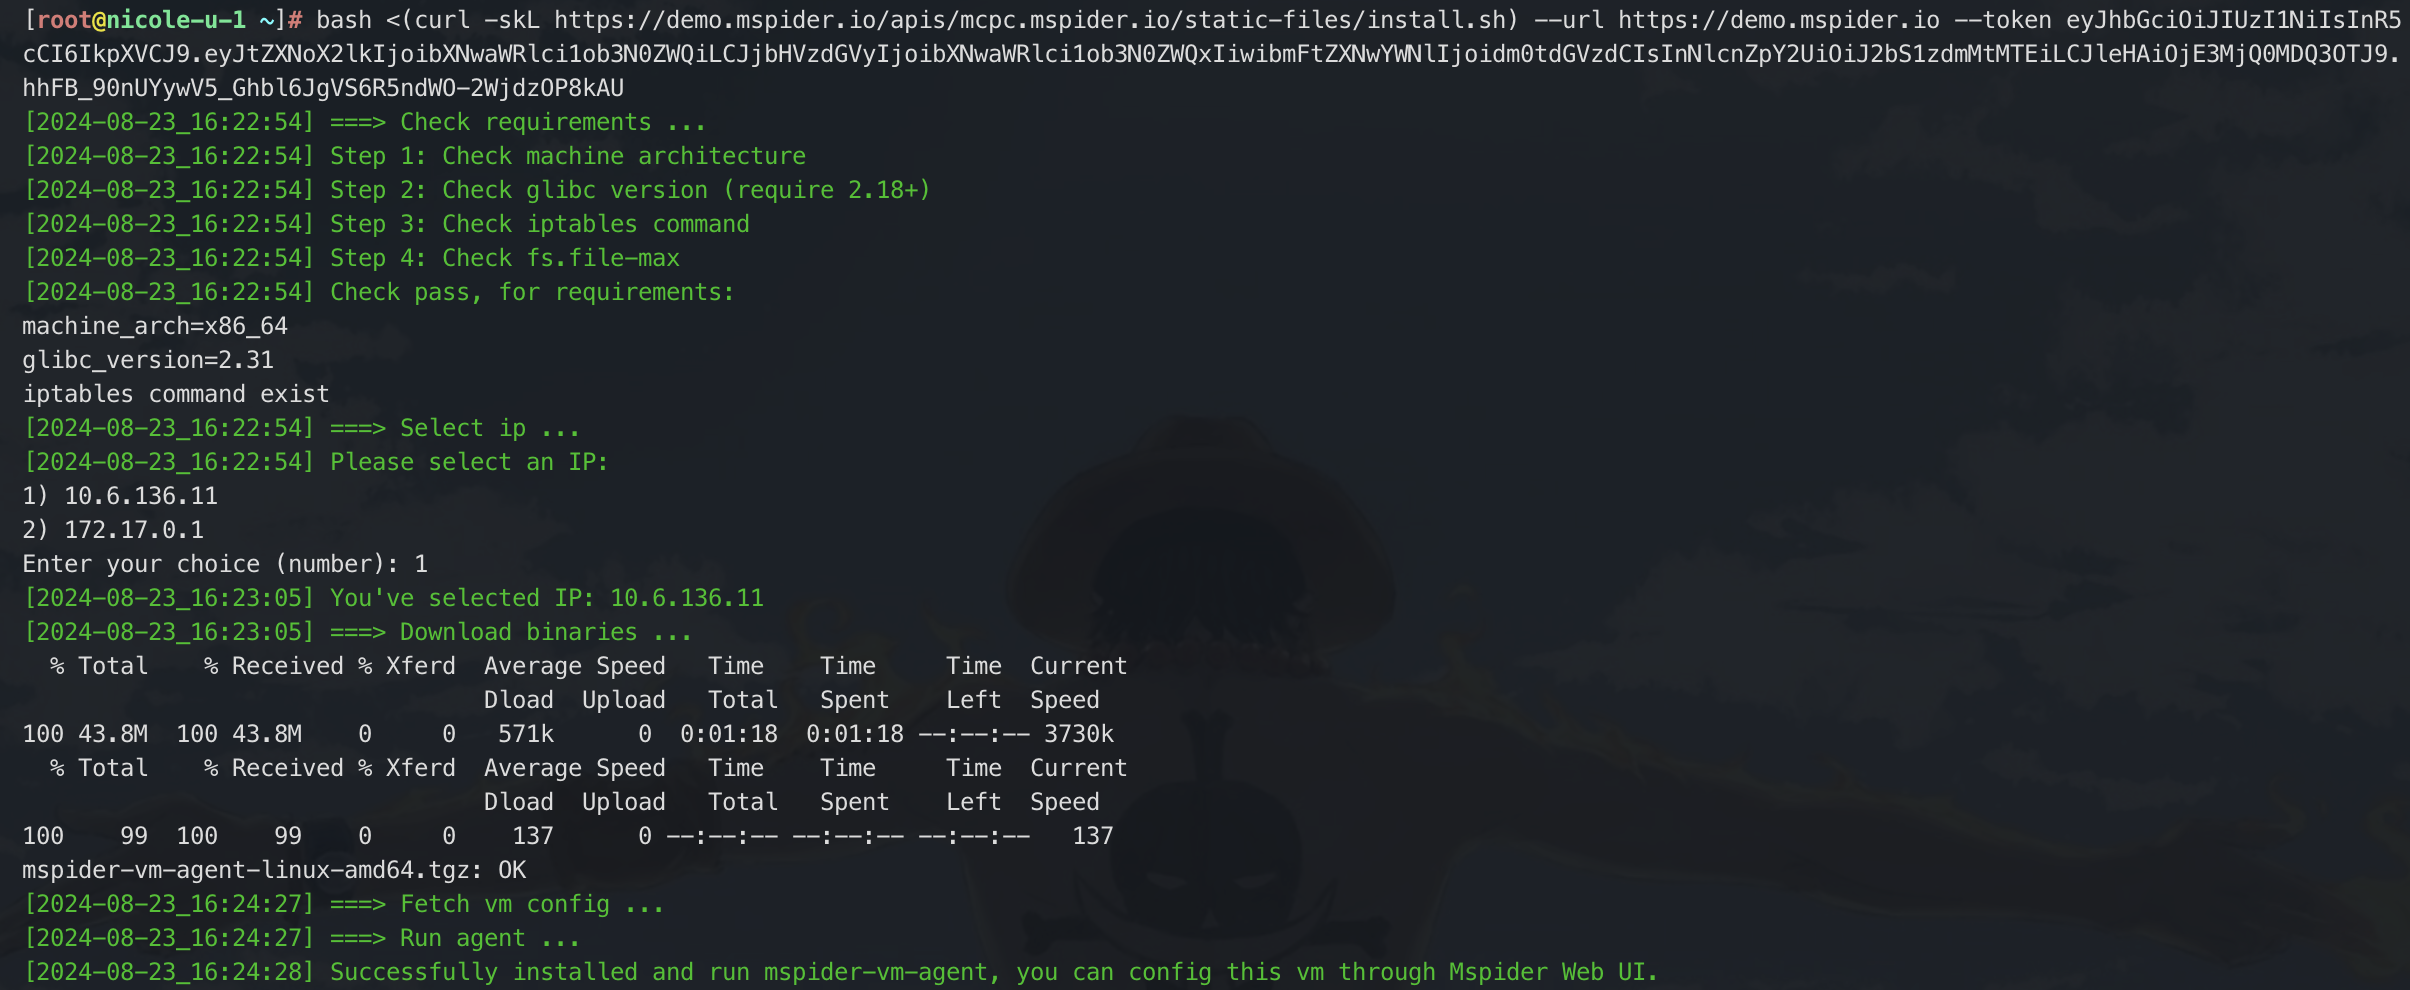 [root@nicole-u-1 ~]# bash <(curl -skL https://demo.mspider.io/apis/mcpc.mspider.io/static-files/install.sh) --url https://demo.mspider.io --token eyJhbGciOiJIUzI1NiIsInR5
cCI6IkpXVCJ9.eyJtZXNoX2lkIjoibXNwaWRlci1ob3N0ZWQiLCJjbHVzdGVyIjoibXNwaWRlci1ob3N0ZWQxIiwibmFtZXNwYWNlIjoidm0tdGVzdCIsInNlcnZpY2UiOiJ2bS1zdmMtMTEiLCJleHAiOjE3MjQ0MDQ3OTJ9.
hhFB_90nUYywV5_Ghbl6JgVS6R5ndWO-2WjdzOP8kAU
[2024-08-23_16:22:54] ===> Check requirements ...
[2024-08-23_16:22:54] Step 1: Check machine architecture
[2024-08-23_16:22:54] Step 2: Check glibc version (require 2.18+)
[2024-08-23_16:22:54] Step 3: Check iptables command
[2024-08-23_16:22:54] Step 4: Check fs.file-max
[2024-08-23_16:22:54] Check pass, for requirements:
machine_arch=x86_64
glibc_version=2.31
iptables command exist
[2024-08-23_16:22:54] ===> Select ip ...
[2024-08-23_16:22:54] Please select an IP:
1) 10.6.136.11
2) 172.17.0.1
Enter your choice (number): 1
[2024-08-23_16:23:05] You've selected IP: 10.6.136.11
[2024-08-23_16:23:05] ===> Download binaries ...
  % Total    % Received % Xferd  Average Speed   Time    Time     Time  Current
                                 Dload  Upload   Total   Spent    Left  Speed
100 43.8M  100 43.8M    0     0   571k      0  0:01:18  0:01:18 --:--:-- 3730k
  % Total    % Received % Xferd  Average Speed   Time    Time     Time  Current
                                 Dload  Upload   Total   Spent    Left  Speed
100    99  100    99    0     0    137      0 --:--:-- --:--:-- --:--:--   137
mspider-vm-agent-linux-amd64.tgz: OK
[2024-08-23_16:24:27] ===> Fetch vm config ...
[2024-08-23_16:24:27] ===> Run agent ...
[2024-08-23_16:24:28] Successfully installed and run mspider-vm-agent, you can config this vm through Mspider Web UI.